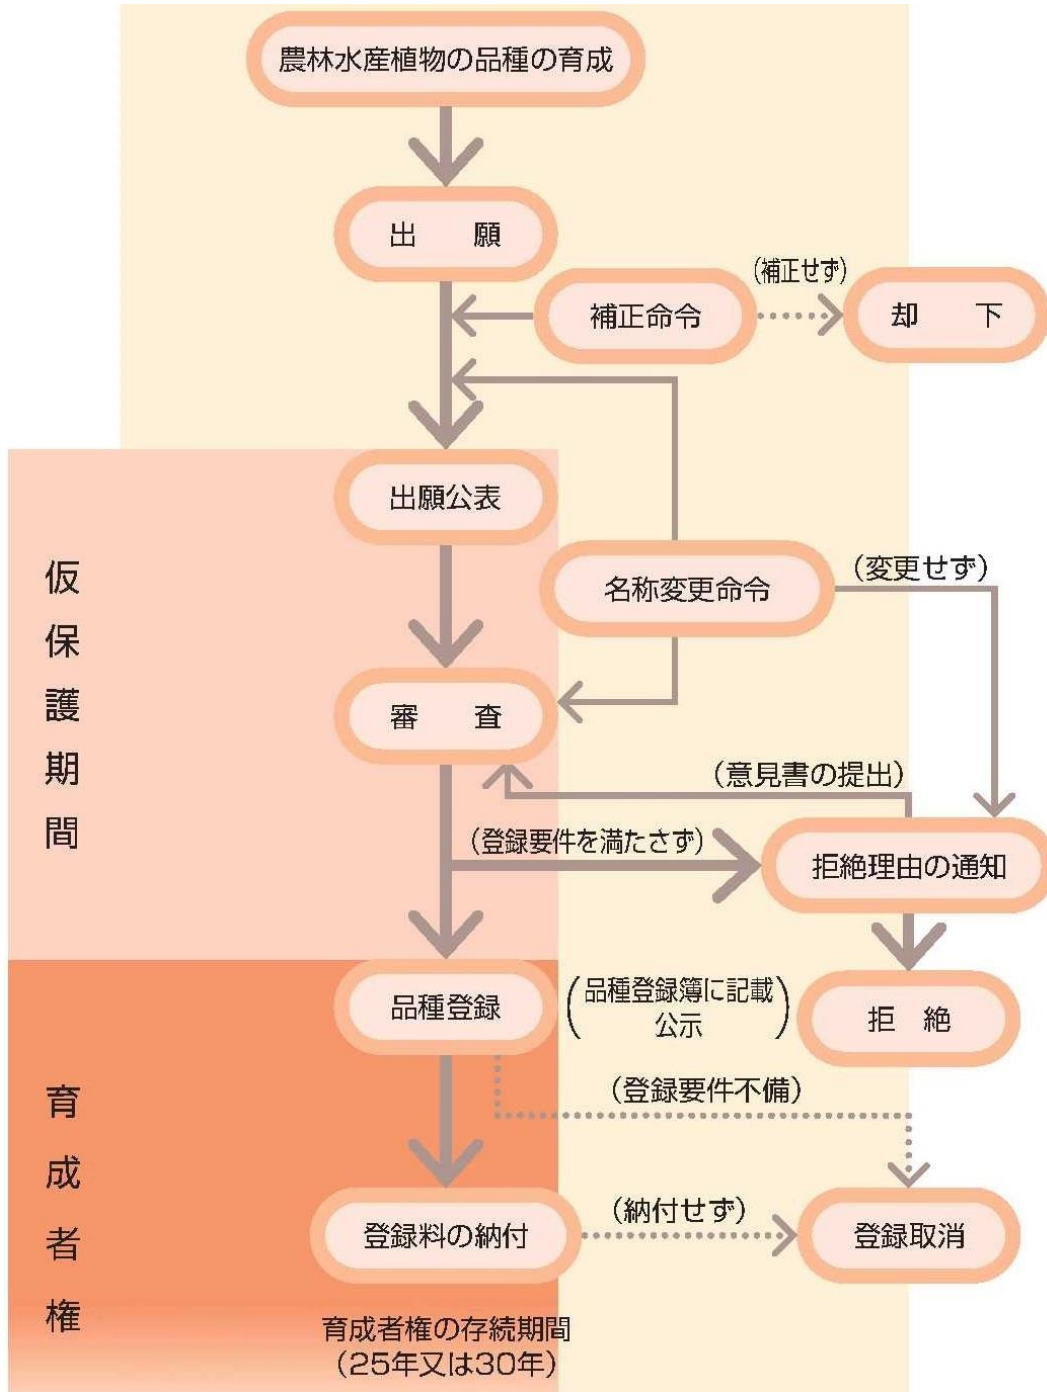 農林水産植物の品種の育成
出　願
補正命令
(補正せず)
却　下
出願公表
名称変更命令
(変更せず)
仮保護期間
審　査
(意見書の提出)
(登録要件を満たさず)
拒絶理由の通知
品種登録
(品種登録簿に記載
公示)
拒　絶
(登録要件不備)
育成者権
登録料の納付
(納付せず)
登録取消
育成者権の存続期間
(25年又は30年)